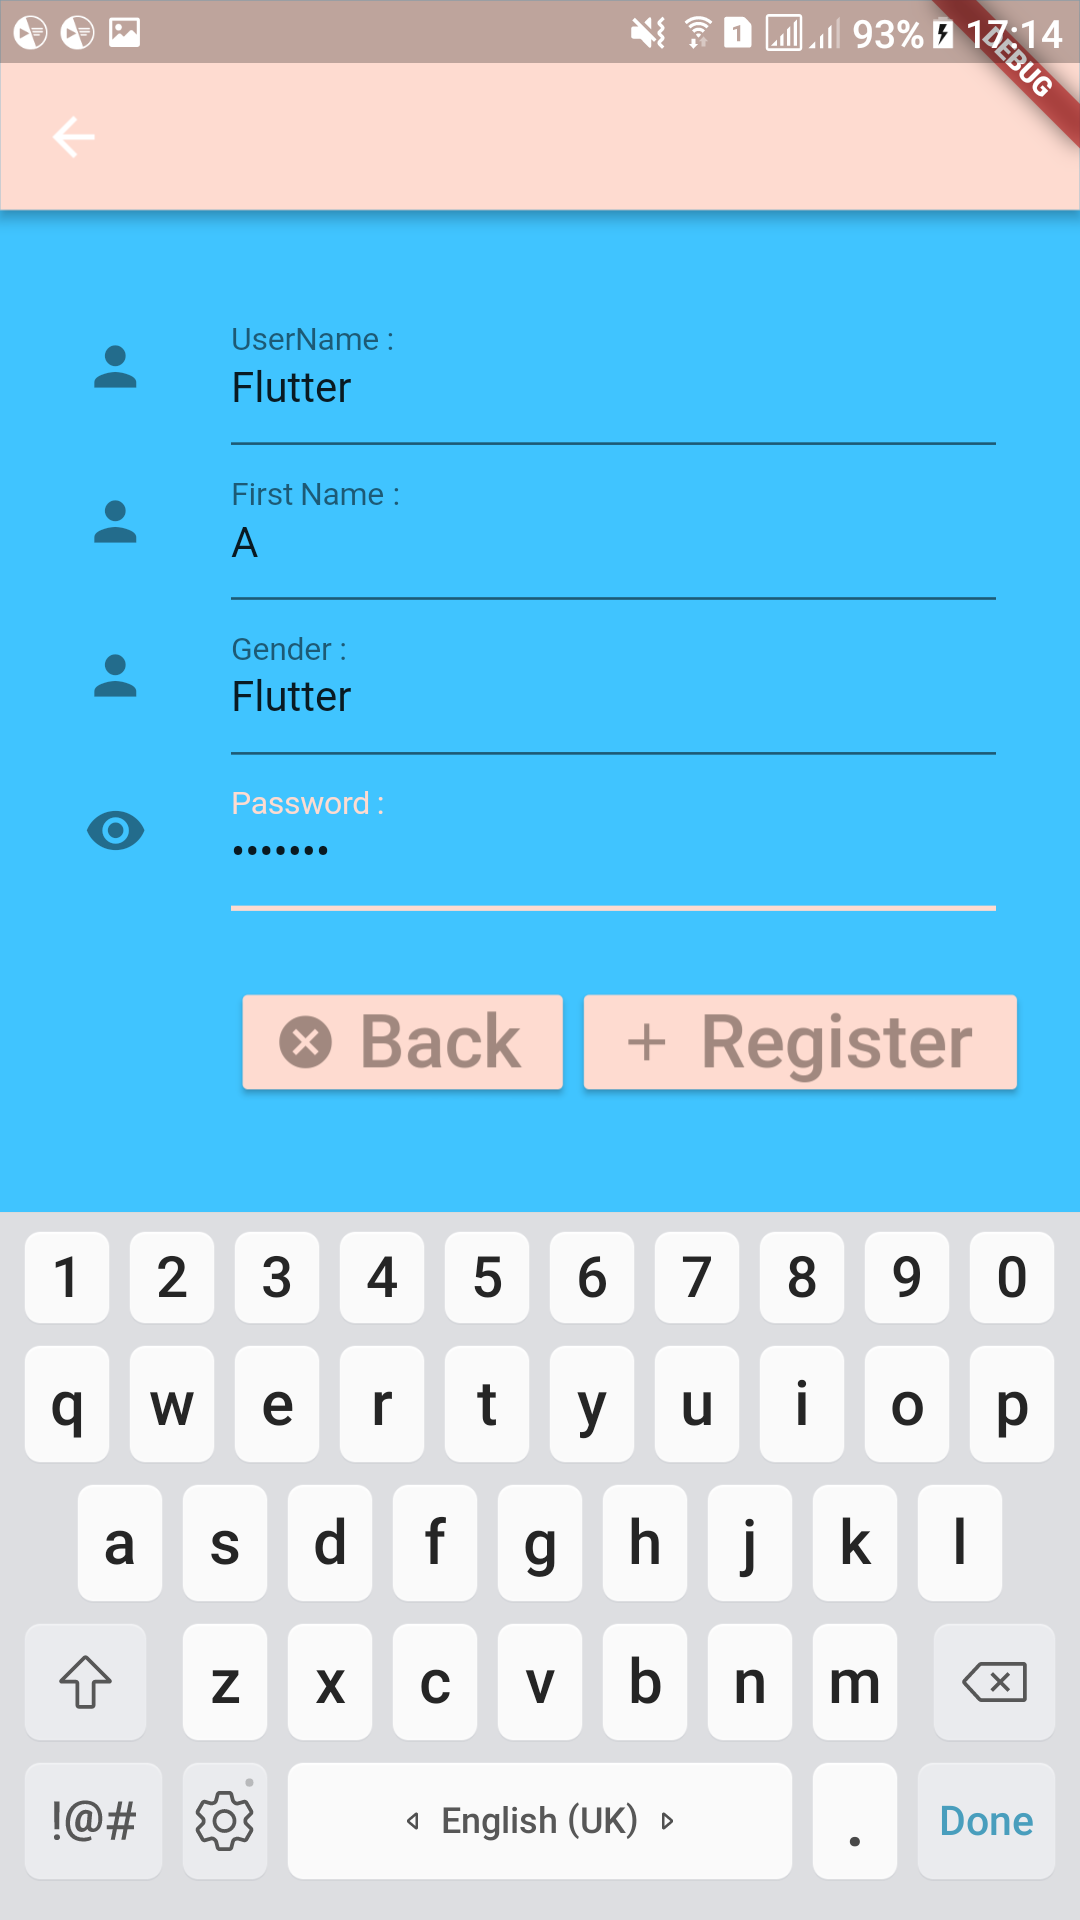 1 93% 17:14
DEBUG
UserName :
Flutter
First Name :
A
Gender :
Flutter
Password :
•••••••
Back Register
1 2 3 4 5 6 7 8 9 0
q w e r t y u i o p
a s d f g h j k l
z x c v b n m
!@# English (UK) . Done